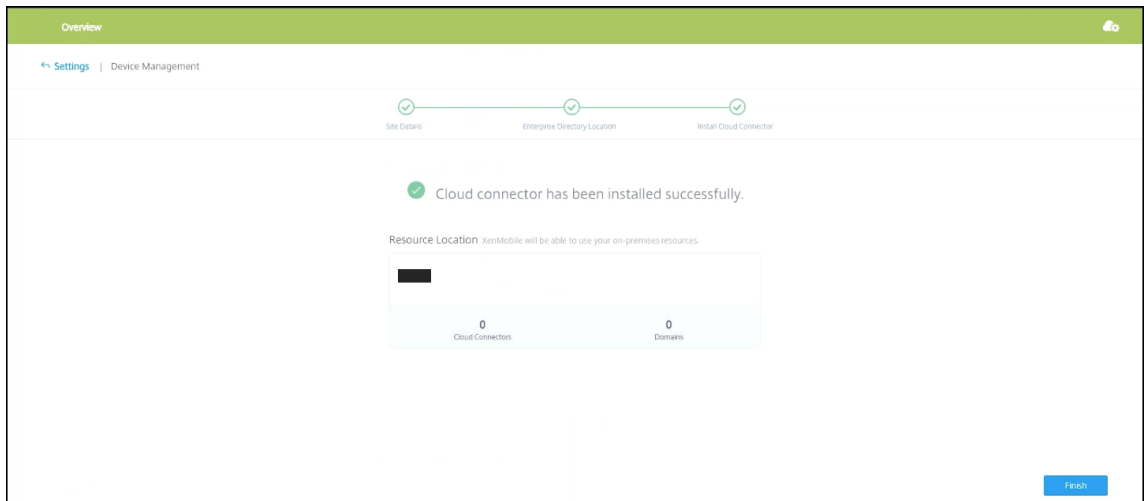 Overview
Settings | Device Management
Site Details Enterprise Directory Location Install Cloud Connector
Cloud connector has been installed successfully.
Resource Location XenMobile will be able to use your on-premises resources.
0 0
Cloud Connectors Domains
Finish